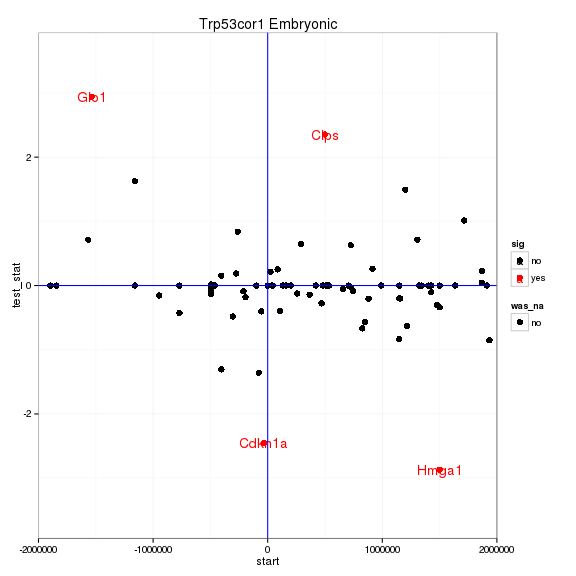 Trp53cor1 Embryonic
Glo1
Clps
2
0
-2
Cdkn1a
Hmga1
test_stat
-2000000 -1000000 0 1000000 2000000
start
sig
no
yes
was_na
no